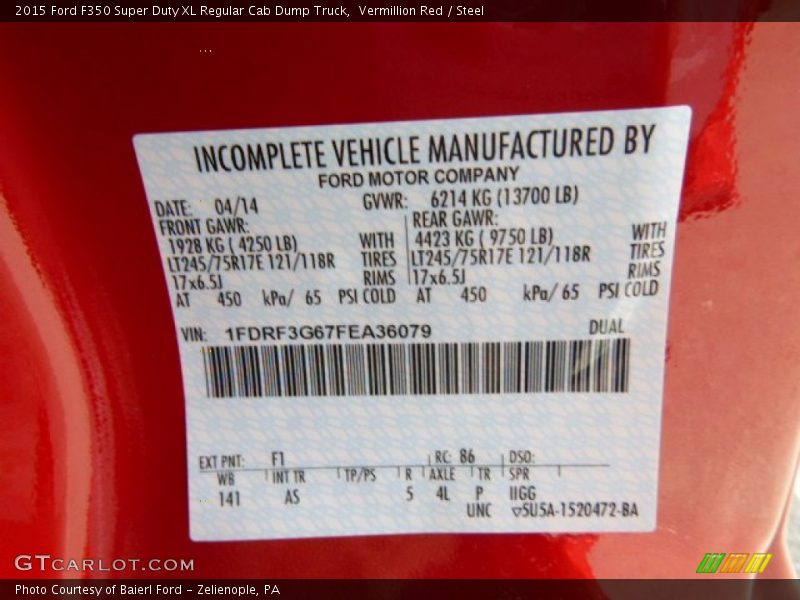 2015 Ford F350 Super Duty XL Regular Cab Dump Truck,  Vermillion Red / Steel
...
INCOMPLETE VEHICLE MANUFACTURED BY
FORD MOTOR COMPANY
DATE: 04/14 GVWR: 6214 KG (13700 LB)
FRONT GAWR: REAR GAWR:
1928 KG ( 4250 LB) WITH 4423 KG ( 9750 LB) WITH
LT245/75R17E 121/118R TIRES LT245/75R17E 121/118R TIRES
17x6.5J RIMS 17x6.5J RIMS
AT 450 kPa/ 65 PSI COLD AT 450 kPa/ 65 PSI COLD
VIN: 1FDRF3G67FEA36079 DUAL
EXT PNT: F1 RC: 86 DSO:
WB INT TR TP/PS R AXLE TR SPR
141 AS 5 4L P IIGG
UNC ▽5U5A-1520472-BA
GTCARLOT.COM
Photo Courtesy of Baierl Ford - Zelienople, PA